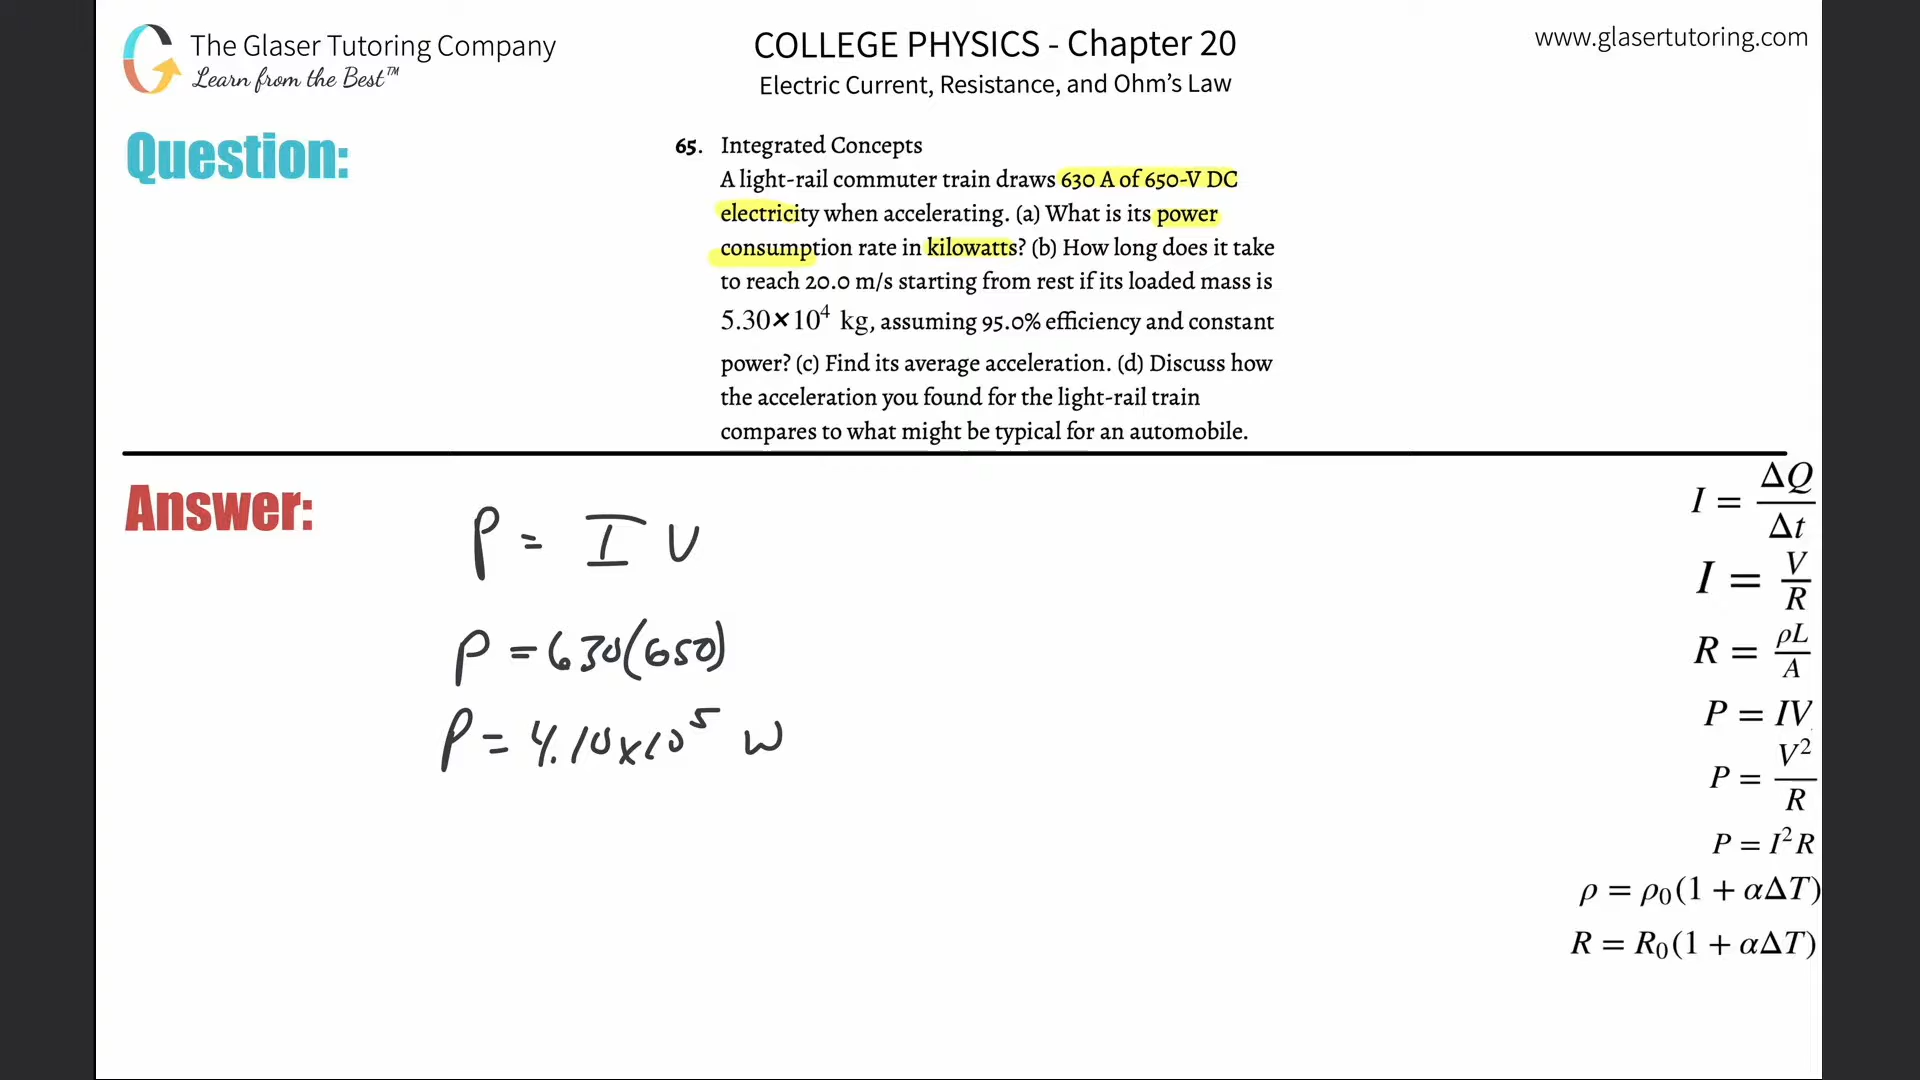 The Glaser Tutoring Company
Learn from the Best™
COLLEGE PHYSICS - Chapter 20
Electric Current, Resistance, and Ohm's Law
www.glasertutoring.com
Question:
65. Integrated Concepts
A light-rail commuter train draws 630 A of 650-V DC
electricity when accelerating. (a) What is its power
consumption rate in kilowatts? (b) How long does it take
to reach 20.0 m/s starting from rest if its loaded mass is
5.30×10⁴ kg, assuming 95.0% efficiency and constant
power? (c) Find its average acceleration. (d) Discuss how
the acceleration you found for the light-rail train
compares to what might be typical for an automobile.
Answer:
P = I V
P = 630(650)
P = 4.10x10⁵ W
I = ΔQ/Δt
I = V/R
R = ρL/A
P = IV
P = V²/R
P = I²R
ρ = ρ₀(1 + αΔT)
R = R₀(1 + αΔT)